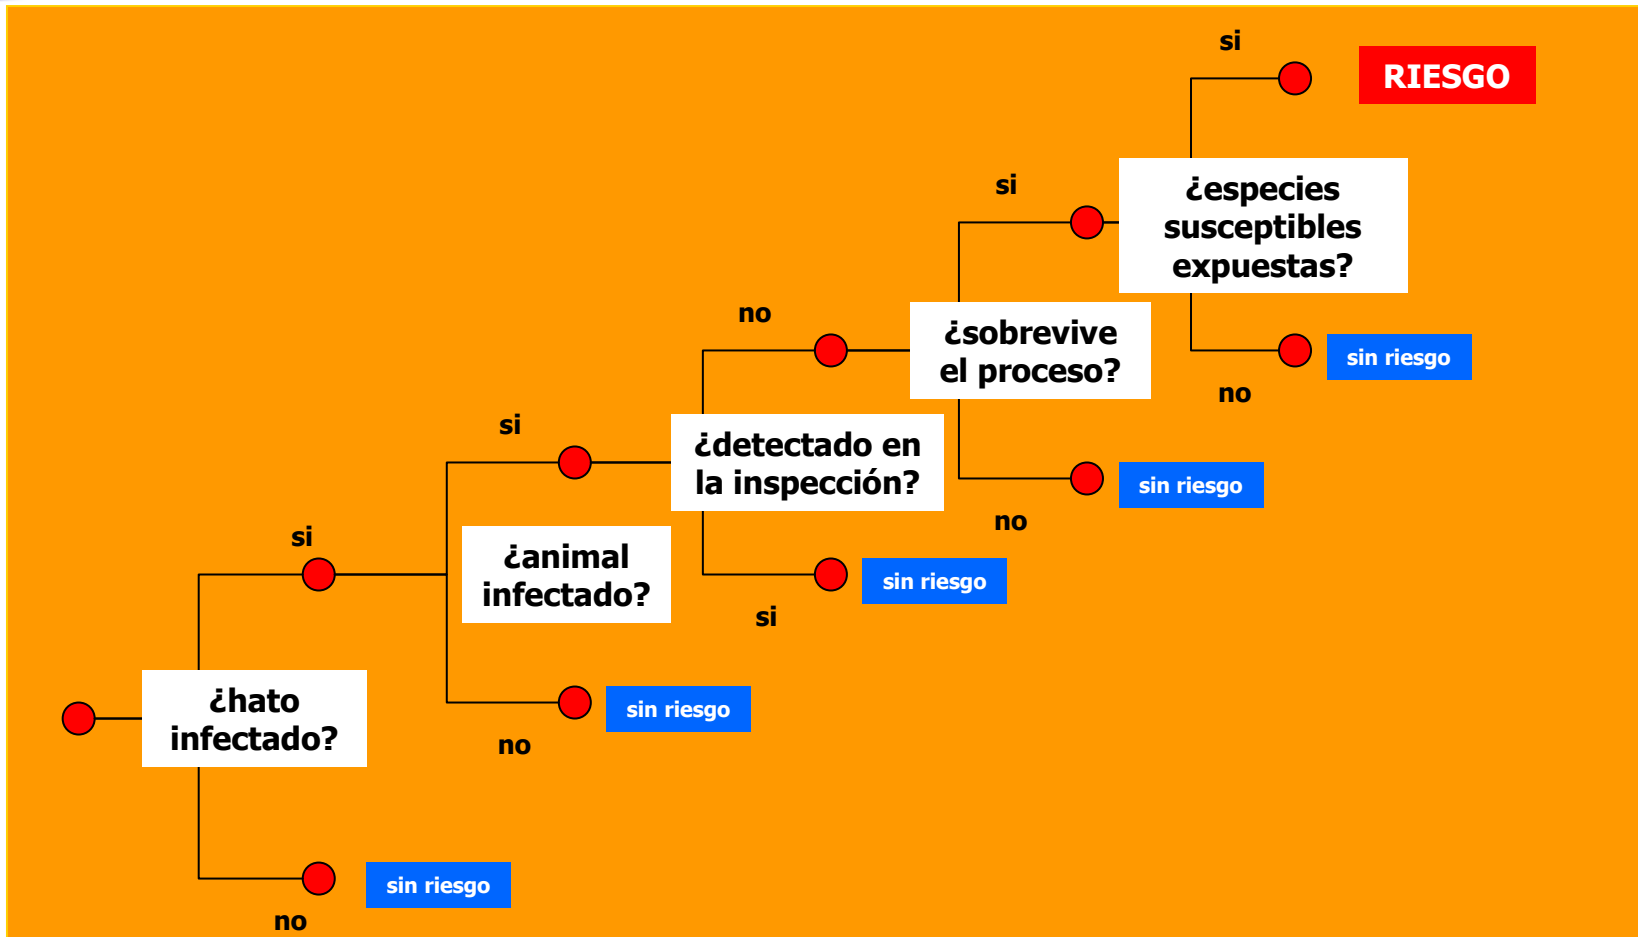 si
RIESGO
si
¿especies
susceptibles
expuestas?
no
¿sobrevive
el proceso?
sin riesgo
no
si
¿detectado en
la inspección?
sin riesgo
no
si
¿animal
infectado?
sin riesgo
si
¿hato
infectado?
sin riesgo
no
sin riesgo
no